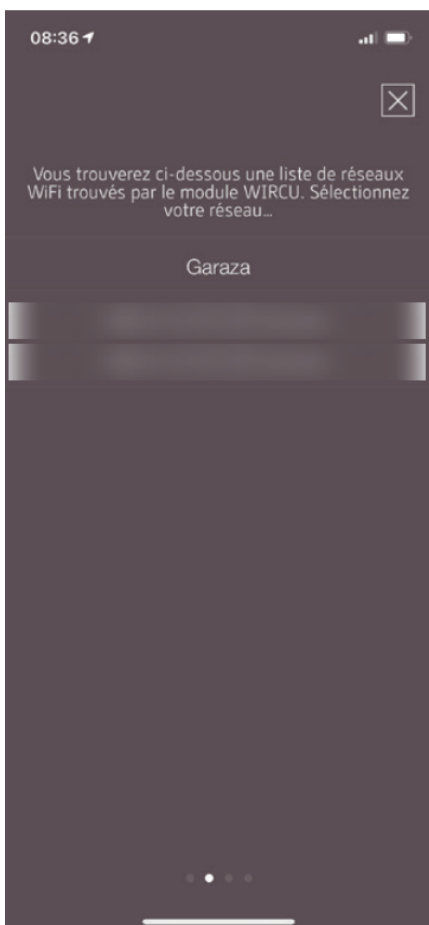 08:36
Vous trouverez ci-dessous une liste de réseaux
WiFi trouvés par le module WIRCU. Sélectionnez
votre réseau...
Garaza